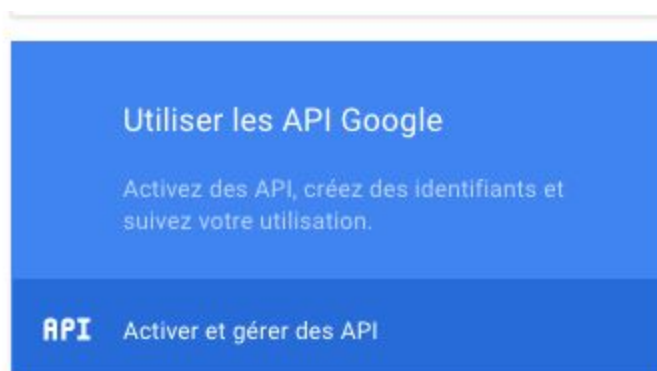 Utiliser les API Google
Activez des API, créez des identifiants et
suivez votre utilisation.
API Activer et gérer des API